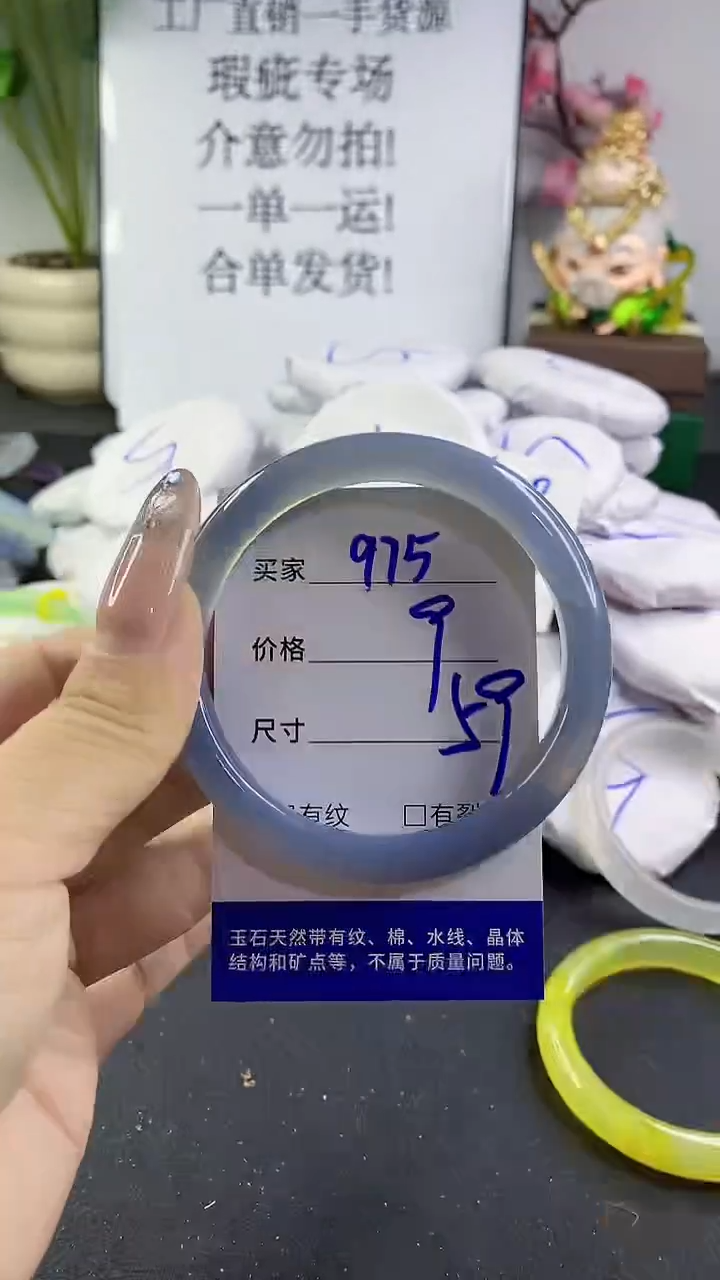 工厂直销一手货源
瑕疵专场
介意勿拍!
一单一运!
合单发货!
买家 975
价格 9
尺寸 59
有纹 □有裂
玉石天然带有纹、棉、水线、晶体
结构和矿点等，不属于质量问题。